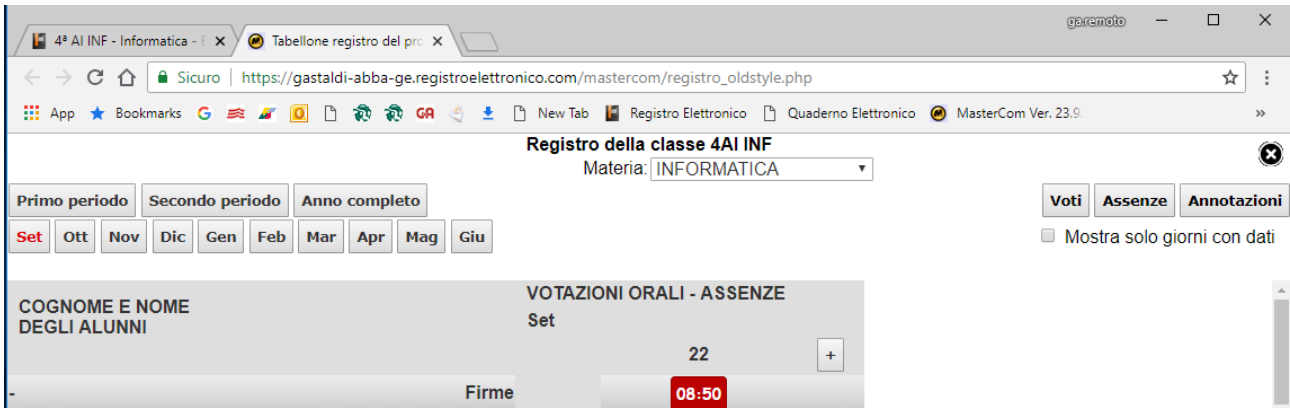 garemoto
4ª AI INF - Informatica - E
Tabellone registro del pro
Sicuro | https://gastaldi-abba-ge.registroelettronico.com/mastercom/registro_oldstyle.php
App Bookmarks New Tab Registro Elettronico Quaderno Elettronico MasterCom Ver. 23.9. »
Registro della classe 4AI INF
Materia: INFORMATICA
Primo periodo Secondo periodo Anno completo Voti Assenze Annotazioni
Set Ott Nov Dic Gen Feb Mar Apr Mag Giu Mostra solo giorni con dati
COGNOME E NOME
DEGLI ALUNNI
VOTAZIONI ORALI - ASSENZE
Set
22 +
- Firme 08:50